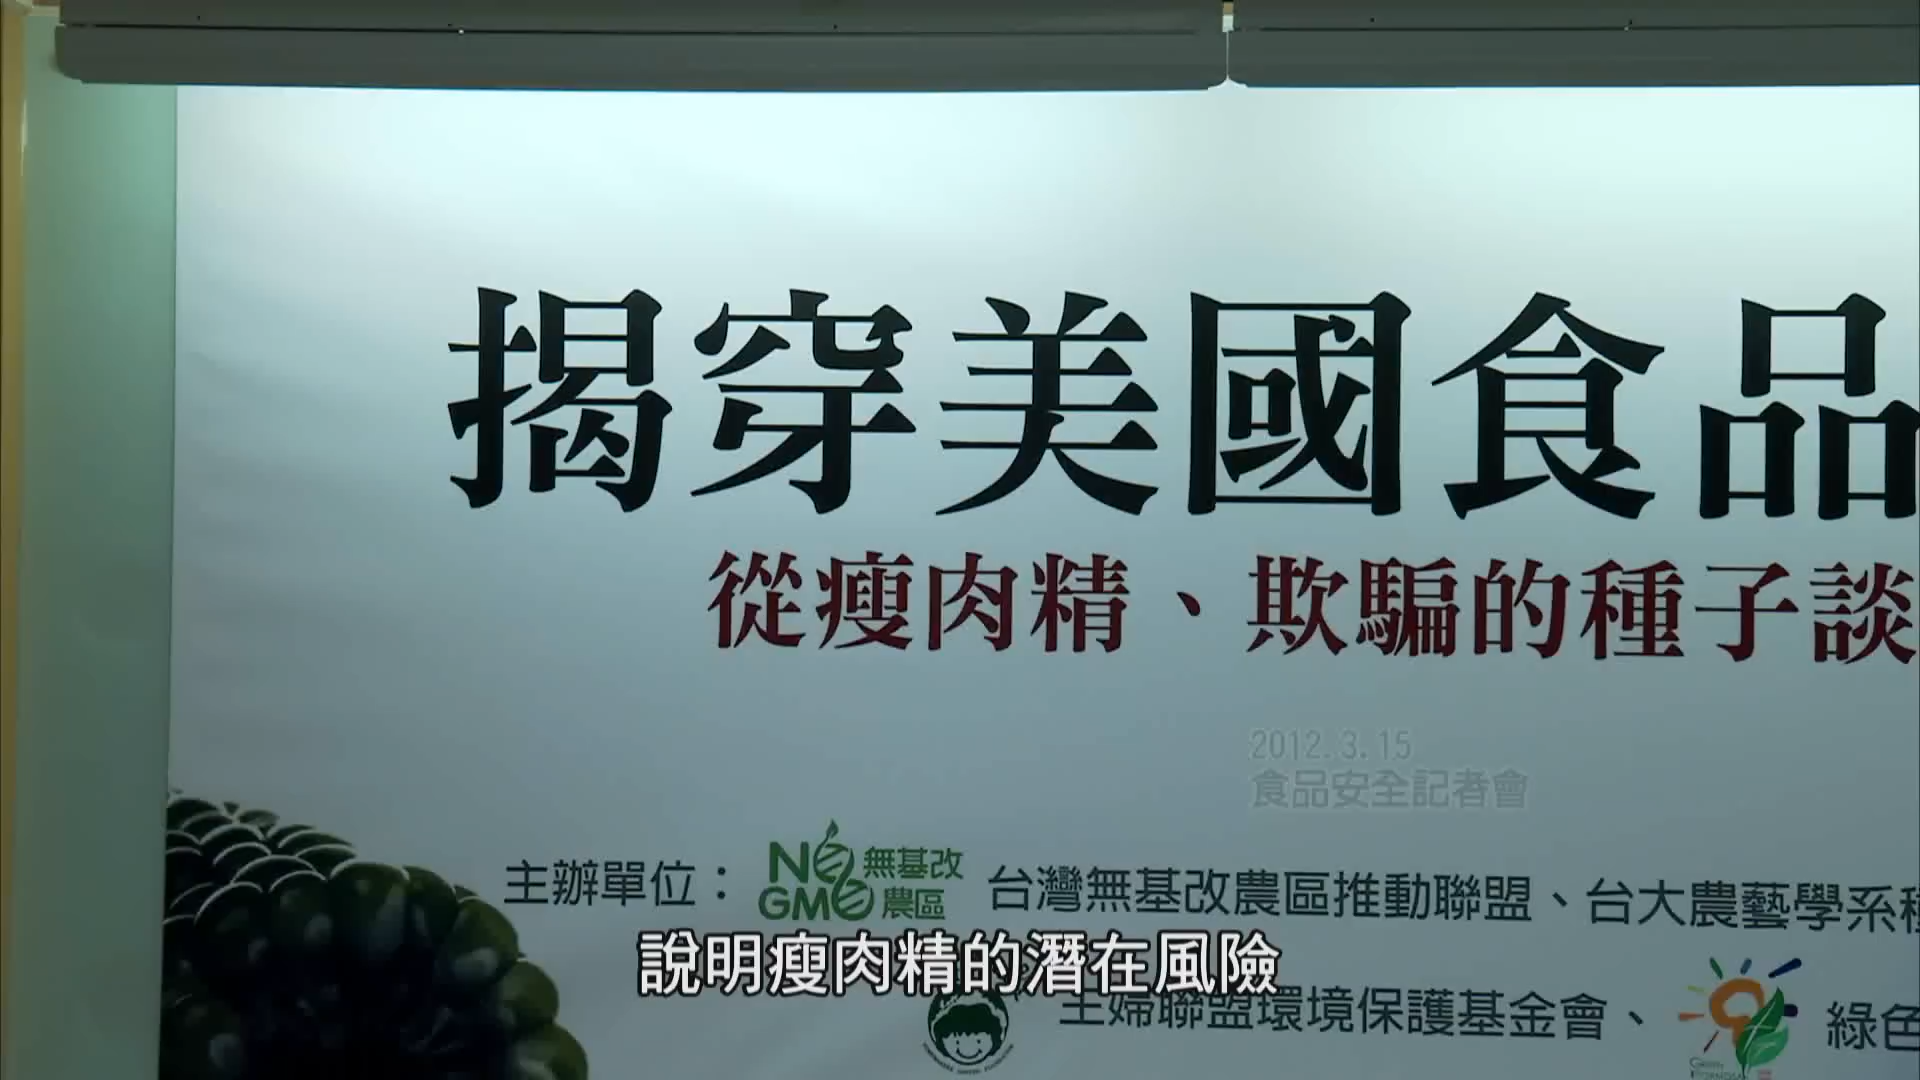 揭穿美國食品
從瘦肉精、欺騙的種子談
2012.3.15
食品安全記者會
主辦單位：
NO GMO
無基改
農區
台灣無基改農區推動聯盟、台大農藝學系種
說明瘦肉精的潛在風險
主婦聯盟環境保護基金會、
綠色